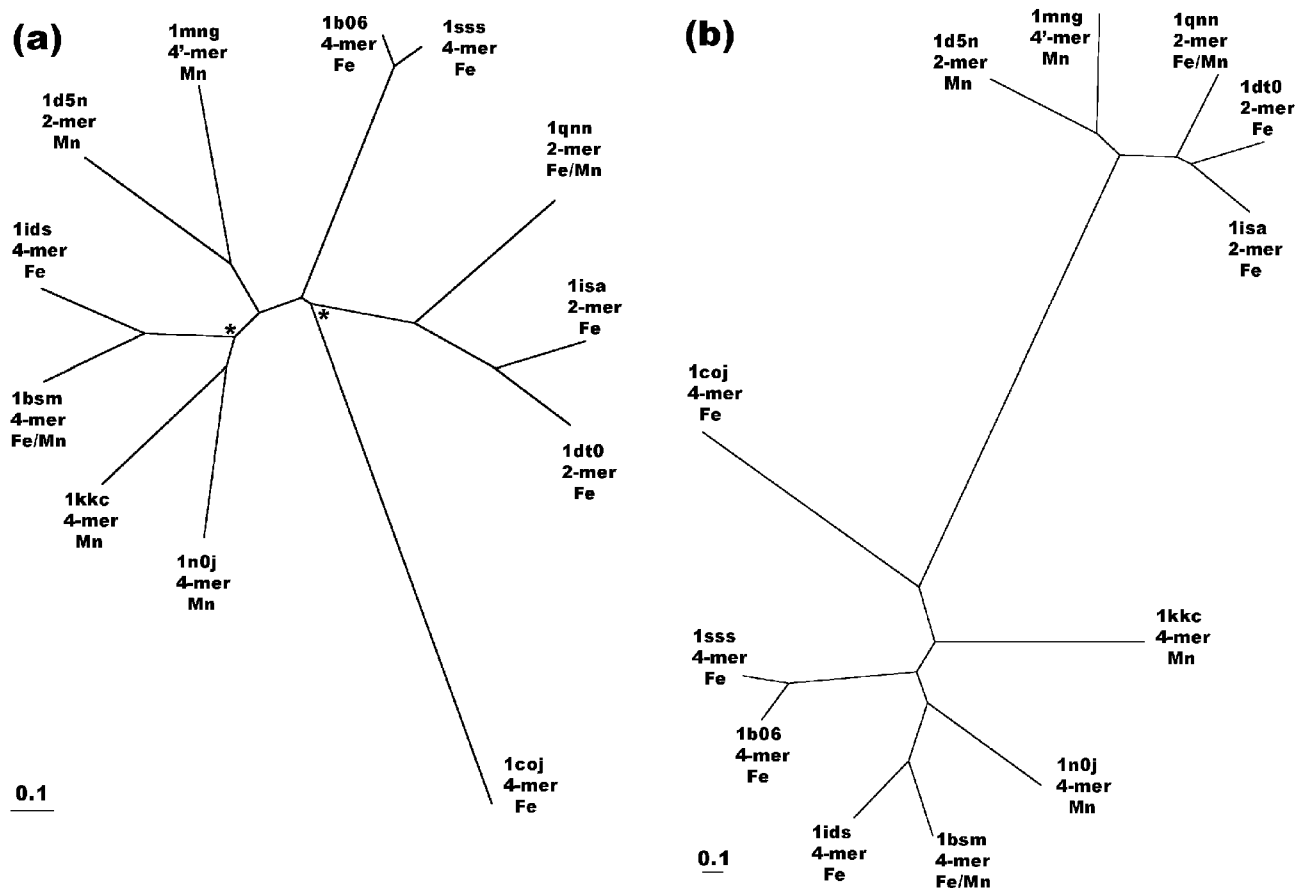 (a)
1mng
4'-mer
Mn
1b06
4-mer
Fe
1sss
4-mer
Fe
1d5n
2-mer
Mn
1qnn
2-mer
Fe/Mn
1ids
4-mer
Fe
1isa
2-mer
Fe
*
*
1bsm
4-mer
Fe/Mn
1dt0
2-mer
Fe
1kkc
4-mer
Mn
1n0j
4-mer
Mn
1coj
4-mer
Fe
0.1
(b)
1d5n
2-mer
Mn
1mng
4'-mer
Mn
1qnn
2-mer
Fe/Mn
1dt0
2-mer
Fe
1isa
2-mer
Fe
1coj
4-mer
Fe
1kkc
4-mer
Mn
1sss
4-mer
Fe
1b06
4-mer
Fe
1n0j
4-mer
Mn
1ids
4-mer
Fe
1bsm
4-mer
Fe/Mn
0.1